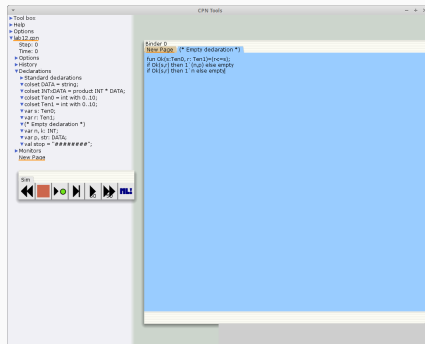 CPN Tools
Tool box
Help
Options
lab12.cpn
Step: 0
Time: 0
Options
History
Declarations
Standard declarations
colset DATA = string;
colset INTxDATA = product INT * DATA;
colset Ten0 = int with 0..10;
colset Ten1 = int with 0..10;
var s: Ten0;
var r: Ten1;
(* Empty declaration *)
var n, k: INT;
var p, str: DATA;
val stop = "########";
Monitors
New Page
Sim
ML!
Binder 0
New Page (* Empty declaration *)
fun Ok(s:Ten0, r: Ten1)=(r<=s);
if Ok(s,r) then 1`(n,p) else empty
if Ok(s,r) then 1`n else empty